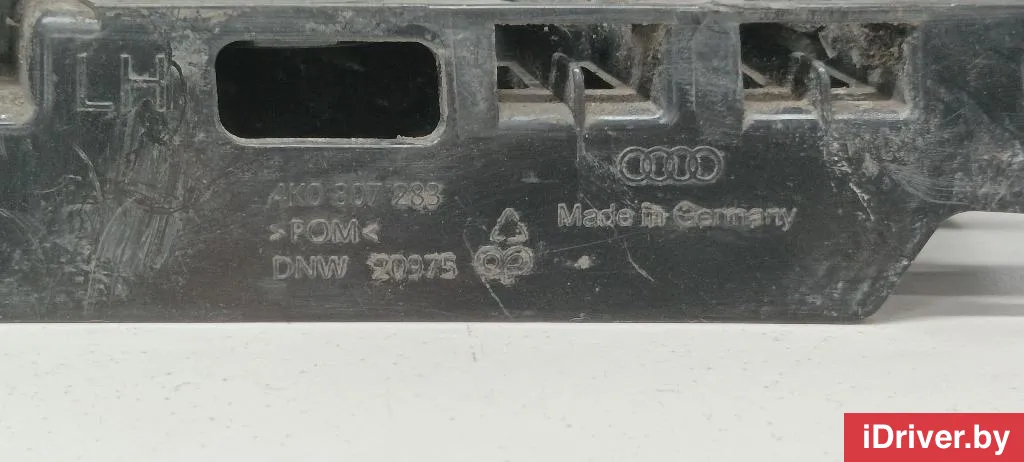 LH
4K0 807 283
>POM<
DNW 20975
Made in Germany
iDriver.by